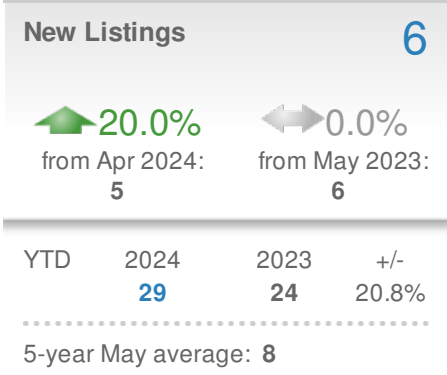 New Listings 6
20.0% 0.0%
from Apr 2024: from May 2023:
5 6
YTD 2024 2023 +/-
29 24 20.8%
5-year May average: 8